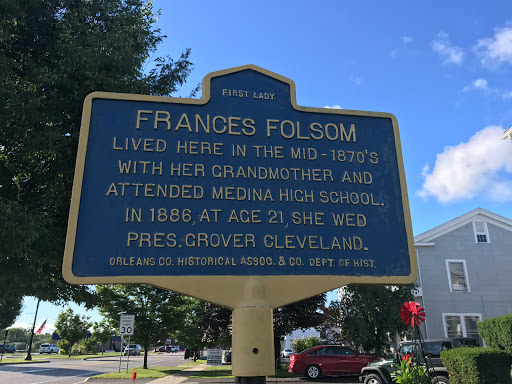 FIRST LADY
FRANCES FOLSOM
LIVED HERE IN THE MID-1870'S
WITH HER GRANDMOTHER AND
ATTENDED MEDINA HIGH SCHOOL.
IN 1886, AT AGE 21, SHE WED
PRES. GROVER CLEVELAND.
ORLEANS CO. HISTORICAL ASSOC. & CO. DEPT. OF HIST.
30